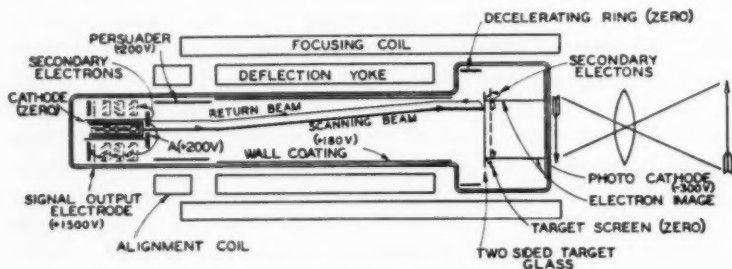 DECELERATING RING (ZERO)
PERSUADER
(+200V)
FOCUSING COIL
SECONDARY
ELECTRONS
DEFLECTION YOKE
SECONDARY
ELECTONS
CATHODE
(ZERO)
RETURN BEAM
SCANNING BEAM
(+180V)
A(+200V)
WALL COATING
SIGNAL OUTPUT
ELECTRODE
(+1500V)
PHOTO CATHODE
(-300V)
ELECTRON IMAGE
TARGET SCREEN (ZERO)
ALIGNMENT COIL
TWO SIDED TARGET
GLASS